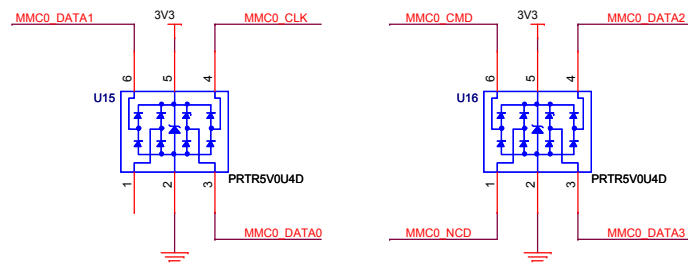 MMC0_DATA1 3V3 MMC0_CLK MMC0_CMD 3V3 MMC0_DATA2
6 5 4 6 5 4
U15 U16
1 2 3 PRTR5V0U4D 1 2 3 PRTR5V0U4D
MMC0_DATA0 MMC0_NCD MMC0_DATA3